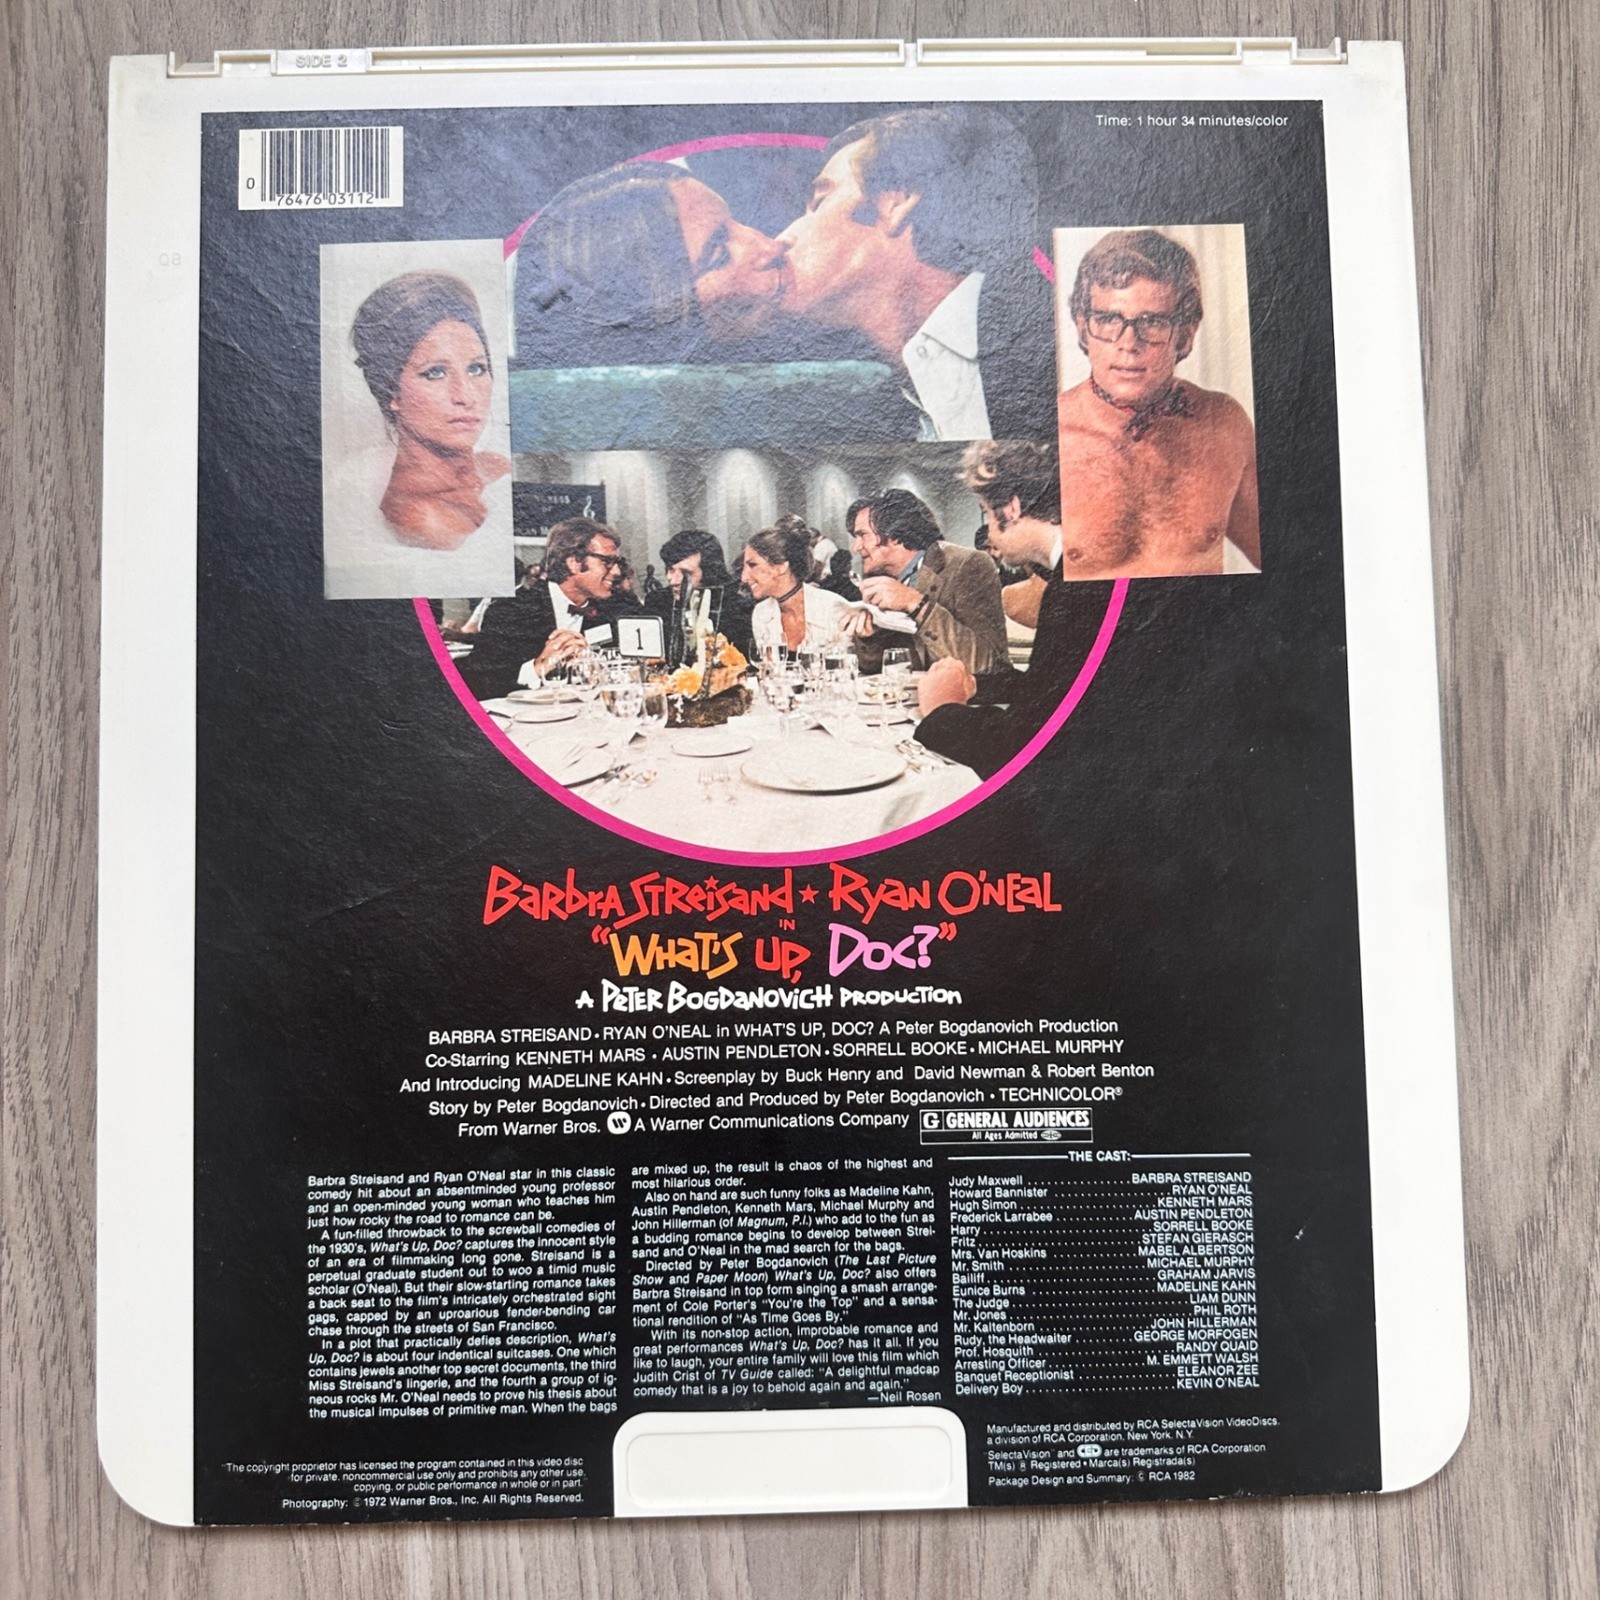 SIDE 2
Time: 1 hour 34 minutes/color
0 76476 03112
QB
1
BARBRA STREISAND ★ RYAN O'NEAL
IN
"WHAT'S UP, DOC?"
A PETER BOGDANOVICH PRODUCTION
BARBRA STREISAND • RYAN O'NEAL in WHAT'S UP, DOC? A Peter Bogdanovich Production
Co-Starring KENNETH MARS • AUSTIN PENDLETON • SORRELL BOOKE • MICHAEL MURPHY
And Introducing MADELINE KAHN • Screenplay by Buck Henry and David Newman & Robert Benton
Story by Peter Bogdanovich • Directed and Produced by Peter Bogdanovich • TECHNICOLOR®
From Warner Bros. A Warner Communications Company G GENERAL AUDIENCES
All Ages Admitted
Barbra Streisand and Ryan O'Neal star in this classic
comedy hit about an absentminded young professor
and an open-minded young woman who teaches him
just how rocky the road to romance can be.
A fun-filled throwback to the screwball comedies of
the 1930's, What's Up, Doc? captures the innocent style
of an era of filmmaking long gone. Streisand is a
perpetual graduate student out to woo a timid music
scholar (O'Neal). But their slow-starting romance takes
a back seat to the film's intricately orchestrated sight
gags, capped by an uproarious fender-bending car
chase through the streets of San Francisco.
In a plot that practically defies description, What's
Up, Doc? is about four indentical suitcases. One which
contains jewels another top secret documents, the third
Miss Streisand's lingerie, and the fourth a group of ig-
neous rocks Mr. O'Neal needs to prove his thesis about
the musical impulses of primitive man. When the bags
are mixed up, the result is chaos of the highest and
most hilarious order.
Also on hand are such funny folks as Madeline Kahn,
Austin Pendleton, Kenneth Mars, Michael Murphy and
John Hillerman (of Magnum, P.I.) who add to the fun as
a budding romance begins to develop between Strei-
sand and O'Neal in the mad search for the bags.
Directed by Peter Bogdanovich (The Last Picture
Show and Paper Moon) What's Up, Doc? also offers
Barbra Streisand in top form singing a smash arrange-
ment of Cole Porter's "You're the Top" and a sensa-
tional rendition of "As Time Goes By."
With its non-stop action, improbable romance and
great performances What's Up, Doc? has it all. If you
like to laugh, your entire family will love this film which
Judith Crist of TV Guide called: "A delightful madcap
comedy that is a joy to behold again and again."
—Neil Rosen
THE CAST:
Judy Maxwell BARBRA STREISAND
Howard Bannister RYAN O'NEAL
Hugh Simon KENNETH MARS
Frederick Larrabee AUSTIN PENDLETON
Harry SORRELL BOOKE
Fritz STEFAN GIERASCH
Mrs. Van Hoskins MABEL ALBERTSON
Mr. Smith MICHAEL MURPHY
Bailiff GRAHAM JARVIS
Eunice Burns MADELINE KAHN
The Judge LIAM DUNN
Mr. Jones PHIL ROTH
Mr. Kaltenborn JOHN HILLERMAN
Rudy, the Headwaiter GEORGE MORFOGEN
Prof. Hosquith RANDY QUAID
Arresting Officer M. EMMETT WALSH
Banquet Receptionist ELEANOR ZEE
Delivery Boy KEVIN O'NEAL
"The copyright proprietor has licensed the program contained in this video disc
for private, noncommercial use only and prohibits any other use,
copying, or public performance in whole or in part."
Photography: © 1972 Warner Bros., Inc. All Rights Reserved.
Manufactured and distributed by RCA SelectaVision VideoDiscs.
a division of RCA Corporation, New York, N.Y.
"SelectaVision" and CED are trademarks of RCA Corporation
TM(s) ® Registered • Marca(s) Registrada(s)
Package Design and Summary: © RCA 1982